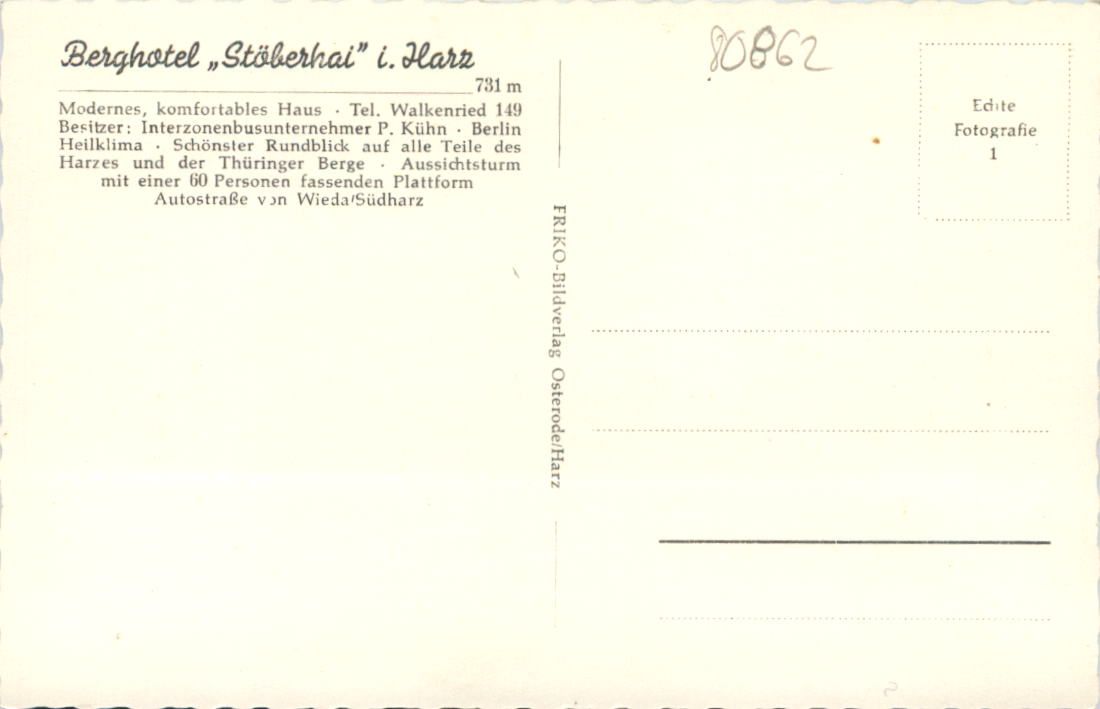 Berghotel „Stöberhai" i. Harz
731 m
Modernes, komfortables Haus · Tel. Walkenried 149
Besitzer: Interzonenbusunternehmer P. Kühn · Berlin
Heilklima · Schönster Rundblick auf alle Teile des
Harzes und der Thüringer Berge · Aussichtsturm
mit einer 60 Personen fassenden Plattform
Autostraße von Wieda/Südharz
FRIKO-Bildverlag Osterode/Harz
80862
Echte
Fotografie
1